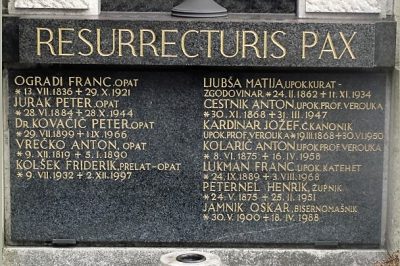 RESURRECTURIS PAX
OGRADI FRANC, OPAT
* 13. VII. 1836 + 29. X. 1921
JURAK PETER, OPAT
* 28. VI. 1884 + 28. X. 1944
DR KOVAČIČ PETER, OPAT
* 29. VII. 1899 + 1. IX. 1966
VREČKO ANTON, OPAT
* 9. XII. 1819 + 5. I. 1890
KOLŠEK FRIDERIK, PRELAT-OPAT
* 9. VII. 1932 + 2. XII. 1997
LJUBŠA MATIJA, UPOK. KURAT-
ZGODOVINAR * 24. II. 1862 + 11. XI. 1934
CESTNIK ANTON, UPOK. PROF. VEROUKA
* 30. XI. 1868 + 31. III. 1947
KARDINAR JOŽEF, Č. KANONIK
UPOK. PROF. VEROUKA * 19. III. 1868 + 30. VI. 1950
KOLARIČ ANTON, UPOK. PROF. VEROUKA
* 8. VI. 1875 + 16. IV. 1958
LUKMAN FRANC, UPOK. KATEHET
* 24. IX. 1889 + 3. VIII. 1958
PETERNEL HENRIK, ŽUPNIK
* 24. V. 1875 + 25. II. 1951
JAMNIK OSKAR, BISERNOMAŠNIK
* 30. V. 1900 + 18. IV. 1988